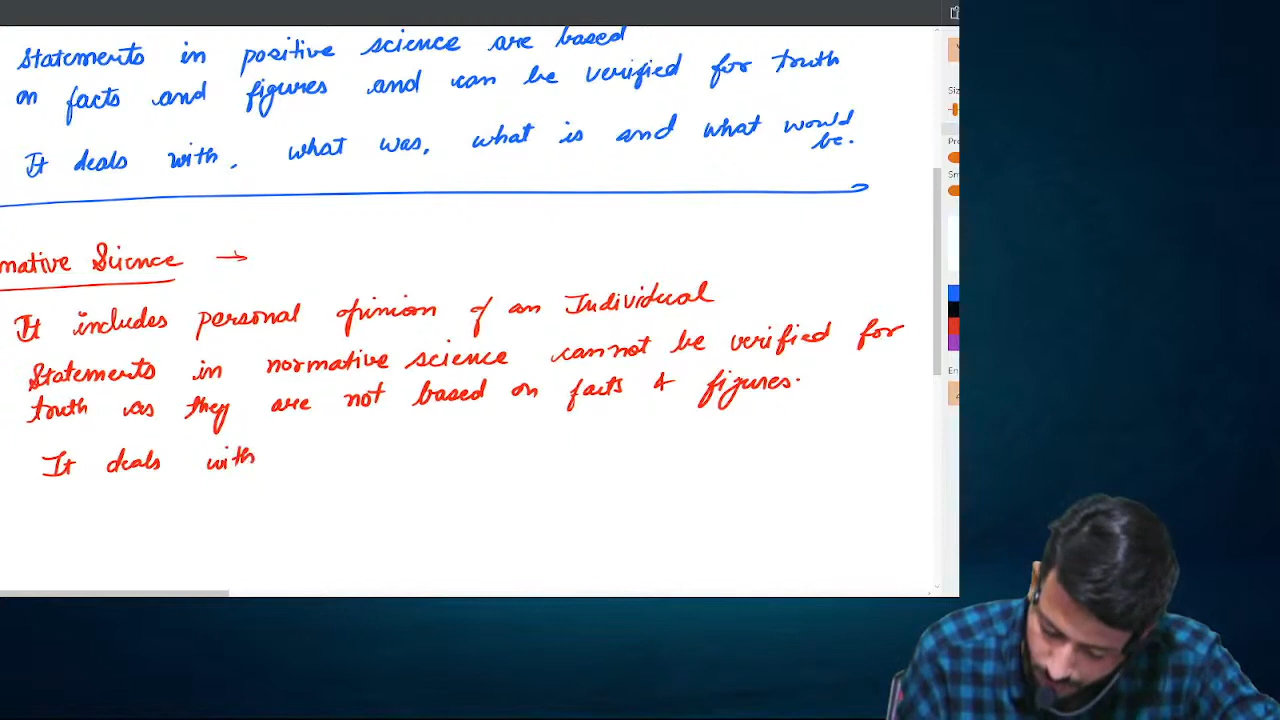 Statements in positive science are based
on facts and figures and can be verified for truth
It deals with, what was, what is and what would
be.
mative Science →
It includes personal opinion of an Individual
Statements in normative science cannot be verified for
truth as they are not based on facts & figures.
It deals with